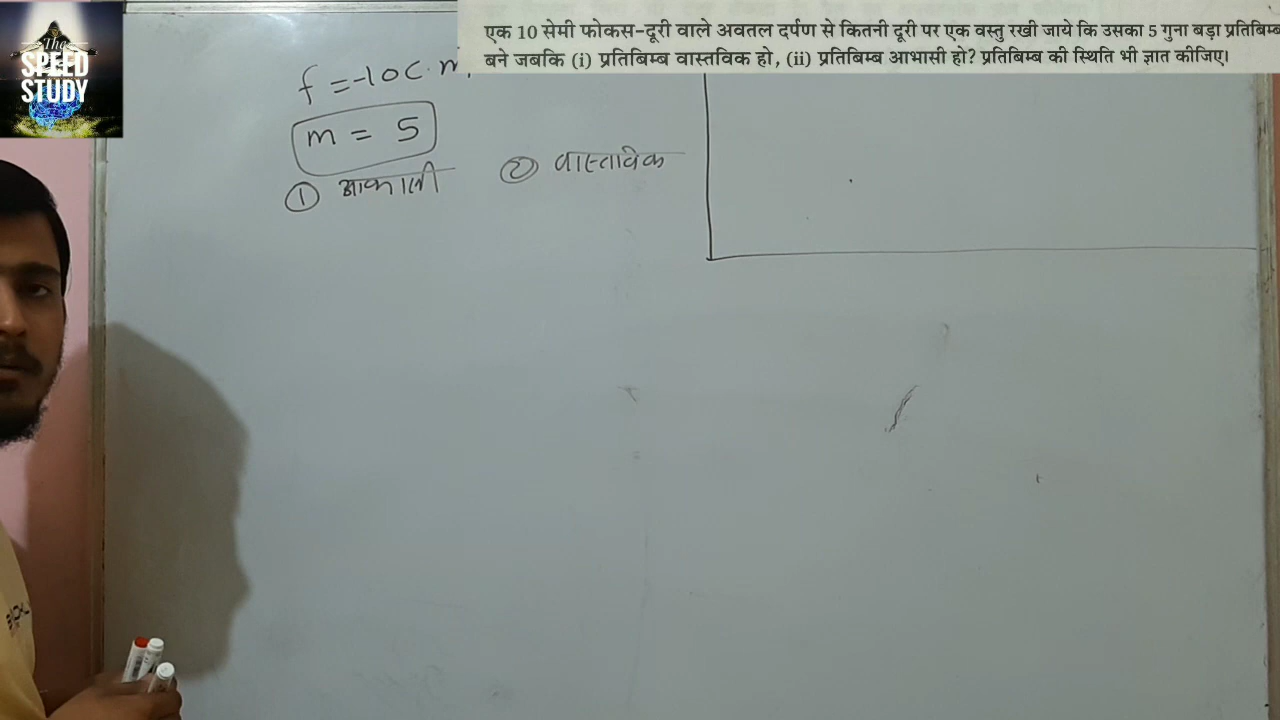 The
SPEED
STUDY
एक 10 सेमी फोकस-दूरी वाले अवतल दर्पण से कितनी दूरी पर एक वस्तु रखी जाये कि उसका 5 गुना बड़ा प्रतिबिम्ब
बने जबकि (i) प्रतिबिम्ब वास्तविक हो, (ii) प्रतिबिम्ब आभासी हो? प्रतिबिम्ब की स्थिति भी ज्ञात कीजिए।
f = -10 C.m.
m = 5
① आभासी ② वास्तविक